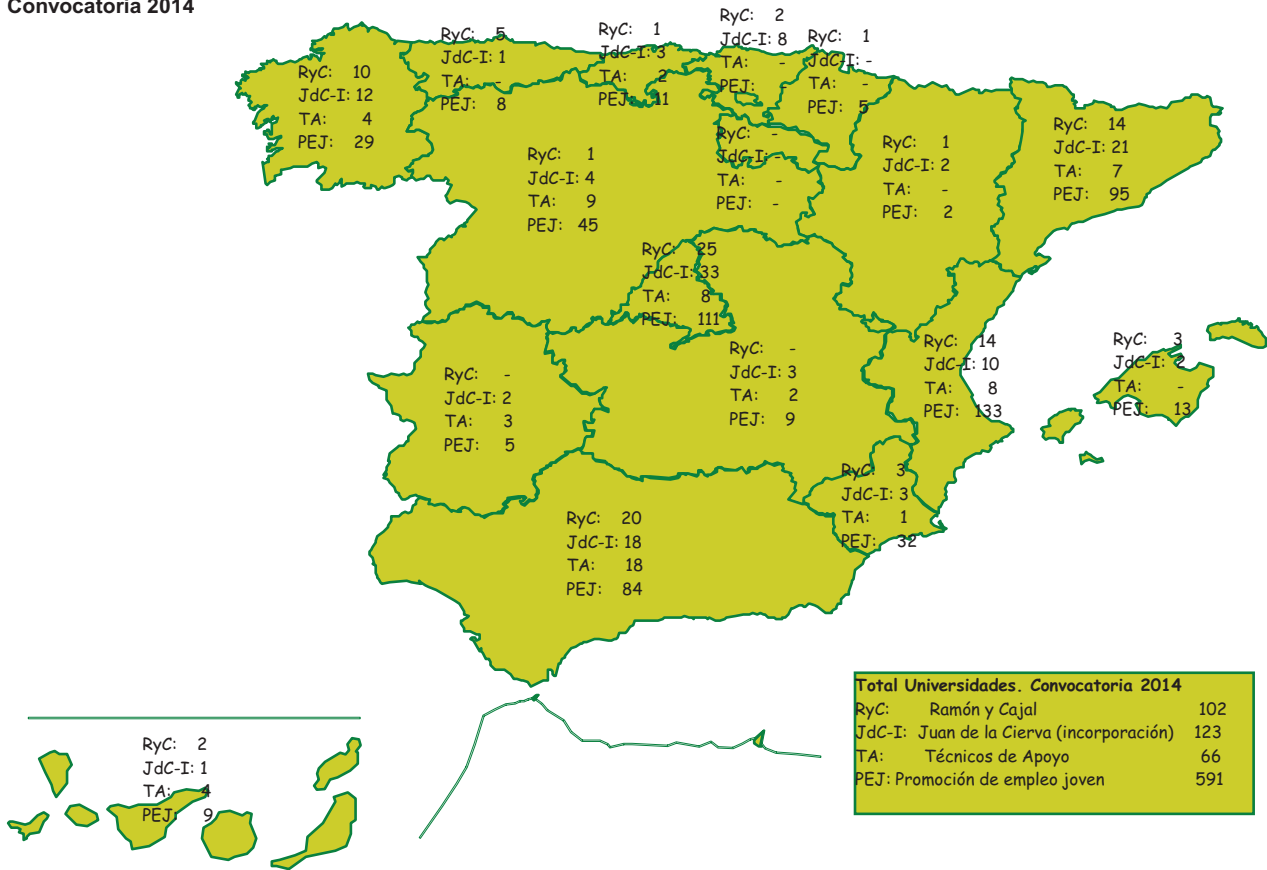 Convocatoria 2014
RyC: 10
JdC-I: 12
TA: 4
PEJ: 29
RyC: 5
JdC-I: 1
TA: -
PEJ: 8
RyC: 1
JdC-I: 3
TA: 2
PEJ: 11
RyC: 2
JdC-I: 8
TA: -
PEJ: -
RyC: 1
JdC-I: -
TA: -
PEJ: 5
RyC: -
JdC-I: -
TA: -
PEJ: -
RyC: 1
JdC-I: 4
TA: 9
PEJ: 45
RyC: 1
JdC-I: 2
TA: -
PEJ: 2
RyC: 14
JdC-I: 21
TA: 7
PEJ: 95
RyC: 25
JdC-I: 33
TA: 8
PEJ: 111
RyC: -
JdC-I: 3
TA: 2
PEJ: 9
RyC: 14
JdC-I: 10
TA: 8
PEJ: 133
RyC: 3
JdC-I: 2
TA: -
PEJ: 13
RyC: -
JdC-I: 2
TA: 3
PEJ: 5
RyC: 3
JdC-I: 3
TA: 1
PEJ: 32
RyC: 20
JdC-I: 18
TA: 18
PEJ: 84
RyC: 2
JdC-I: 1
TA: 4
PEJ: 9
Total Universidades. Convocatoria 2014
RyC: Ramón y Cajal 102
JdC-I: Juan de la Cierva (incorporación) 123
TA: Técnicos de Apoyo 66
PEJ: Promoción de empleo joven 591